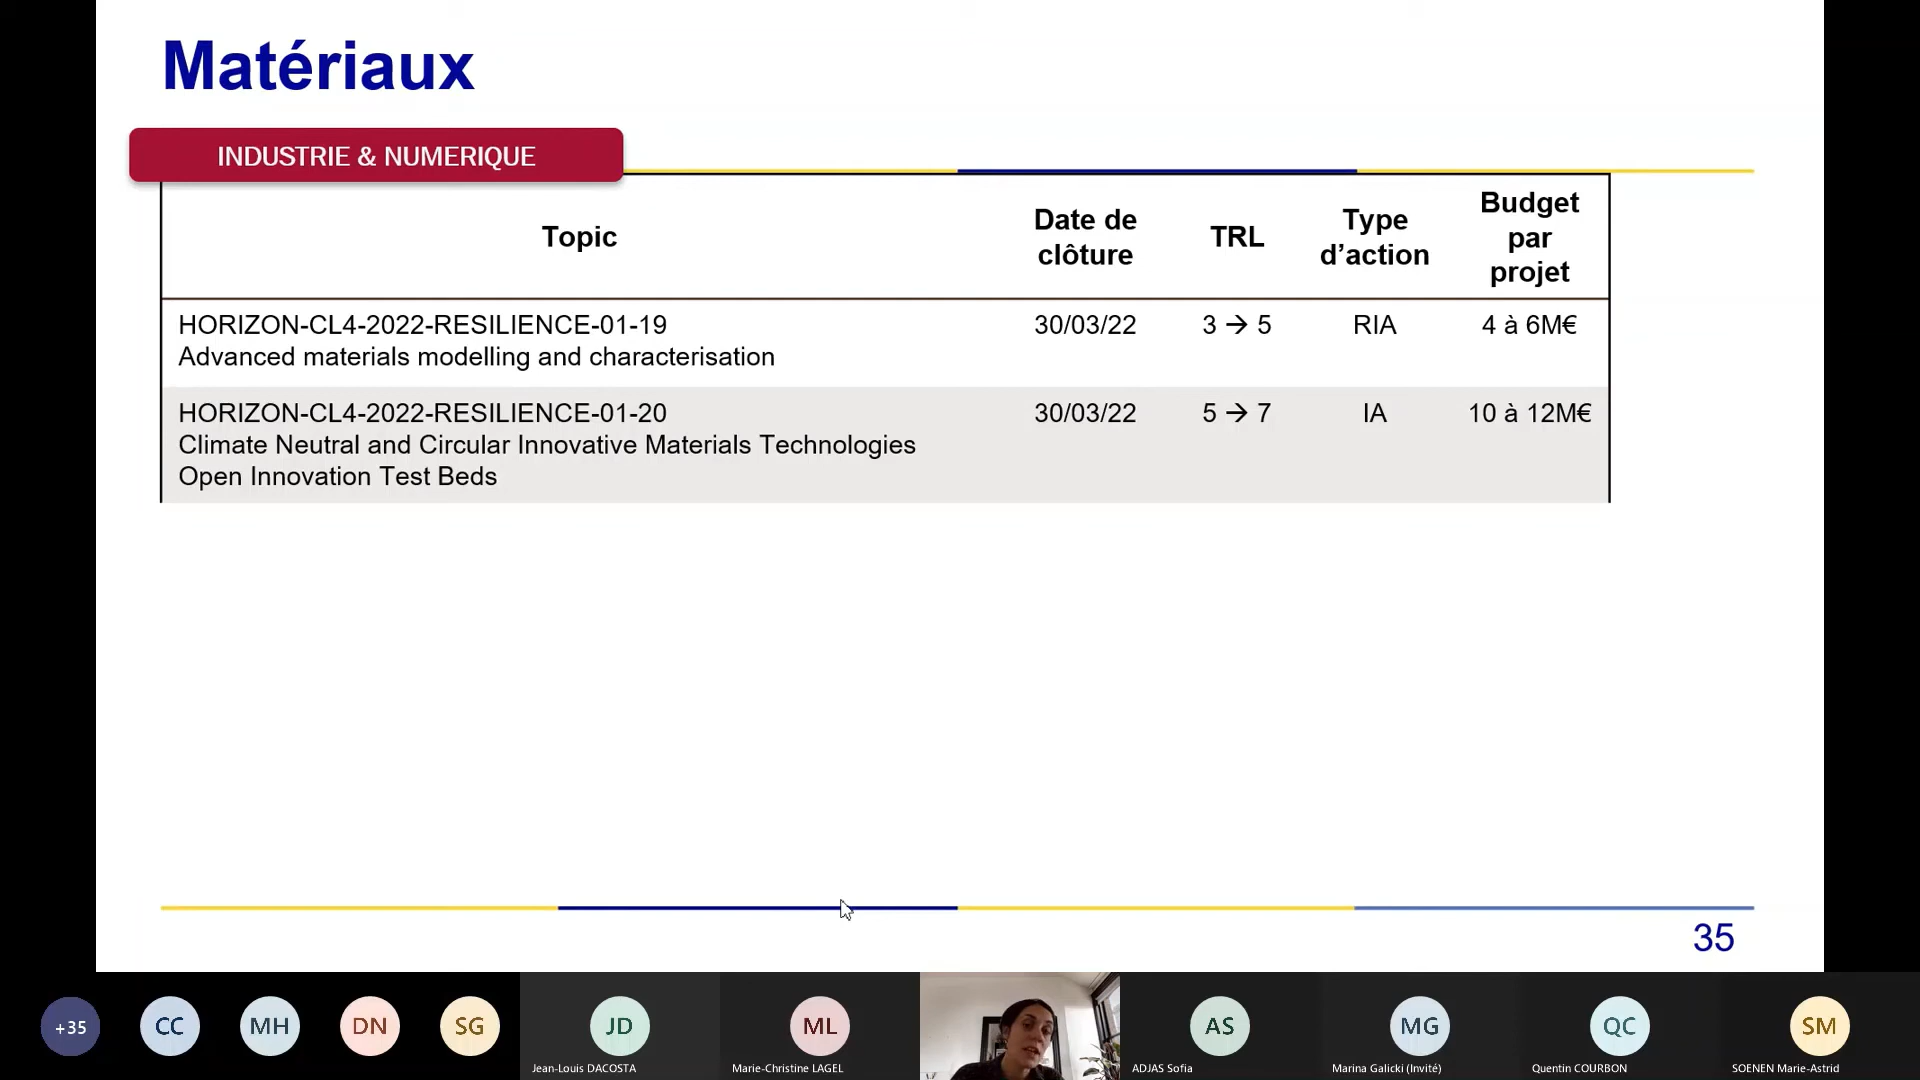 Matériaux
INDUSTRIE & NUMERIQUE
Topic
Date de
clôture
TRL
Type
d’action
Budget
par
projet
HORIZON-CL4-2022-RESILIENCE-01-19
Advanced materials modelling and characterisation
30/03/22
3 → 5
RIA
4 à 6M€
HORIZON-CL4-2022-RESILIENCE-01-20
Climate Neutral and Circular Innovative Materials Technologies
Open Innovation Test Beds
30/03/22
5 → 7
IA
10 à 12M€
35
+35
CC
MH
DN
SG
JD
Jean-Louis DACOSTA
ML
Marie-Christine LAGEL
AS
ADJAS Sofia
MG
Marina Galicki (Invité)
QC
Quentin COURBON
SM
SOENEN Marie-Astrid